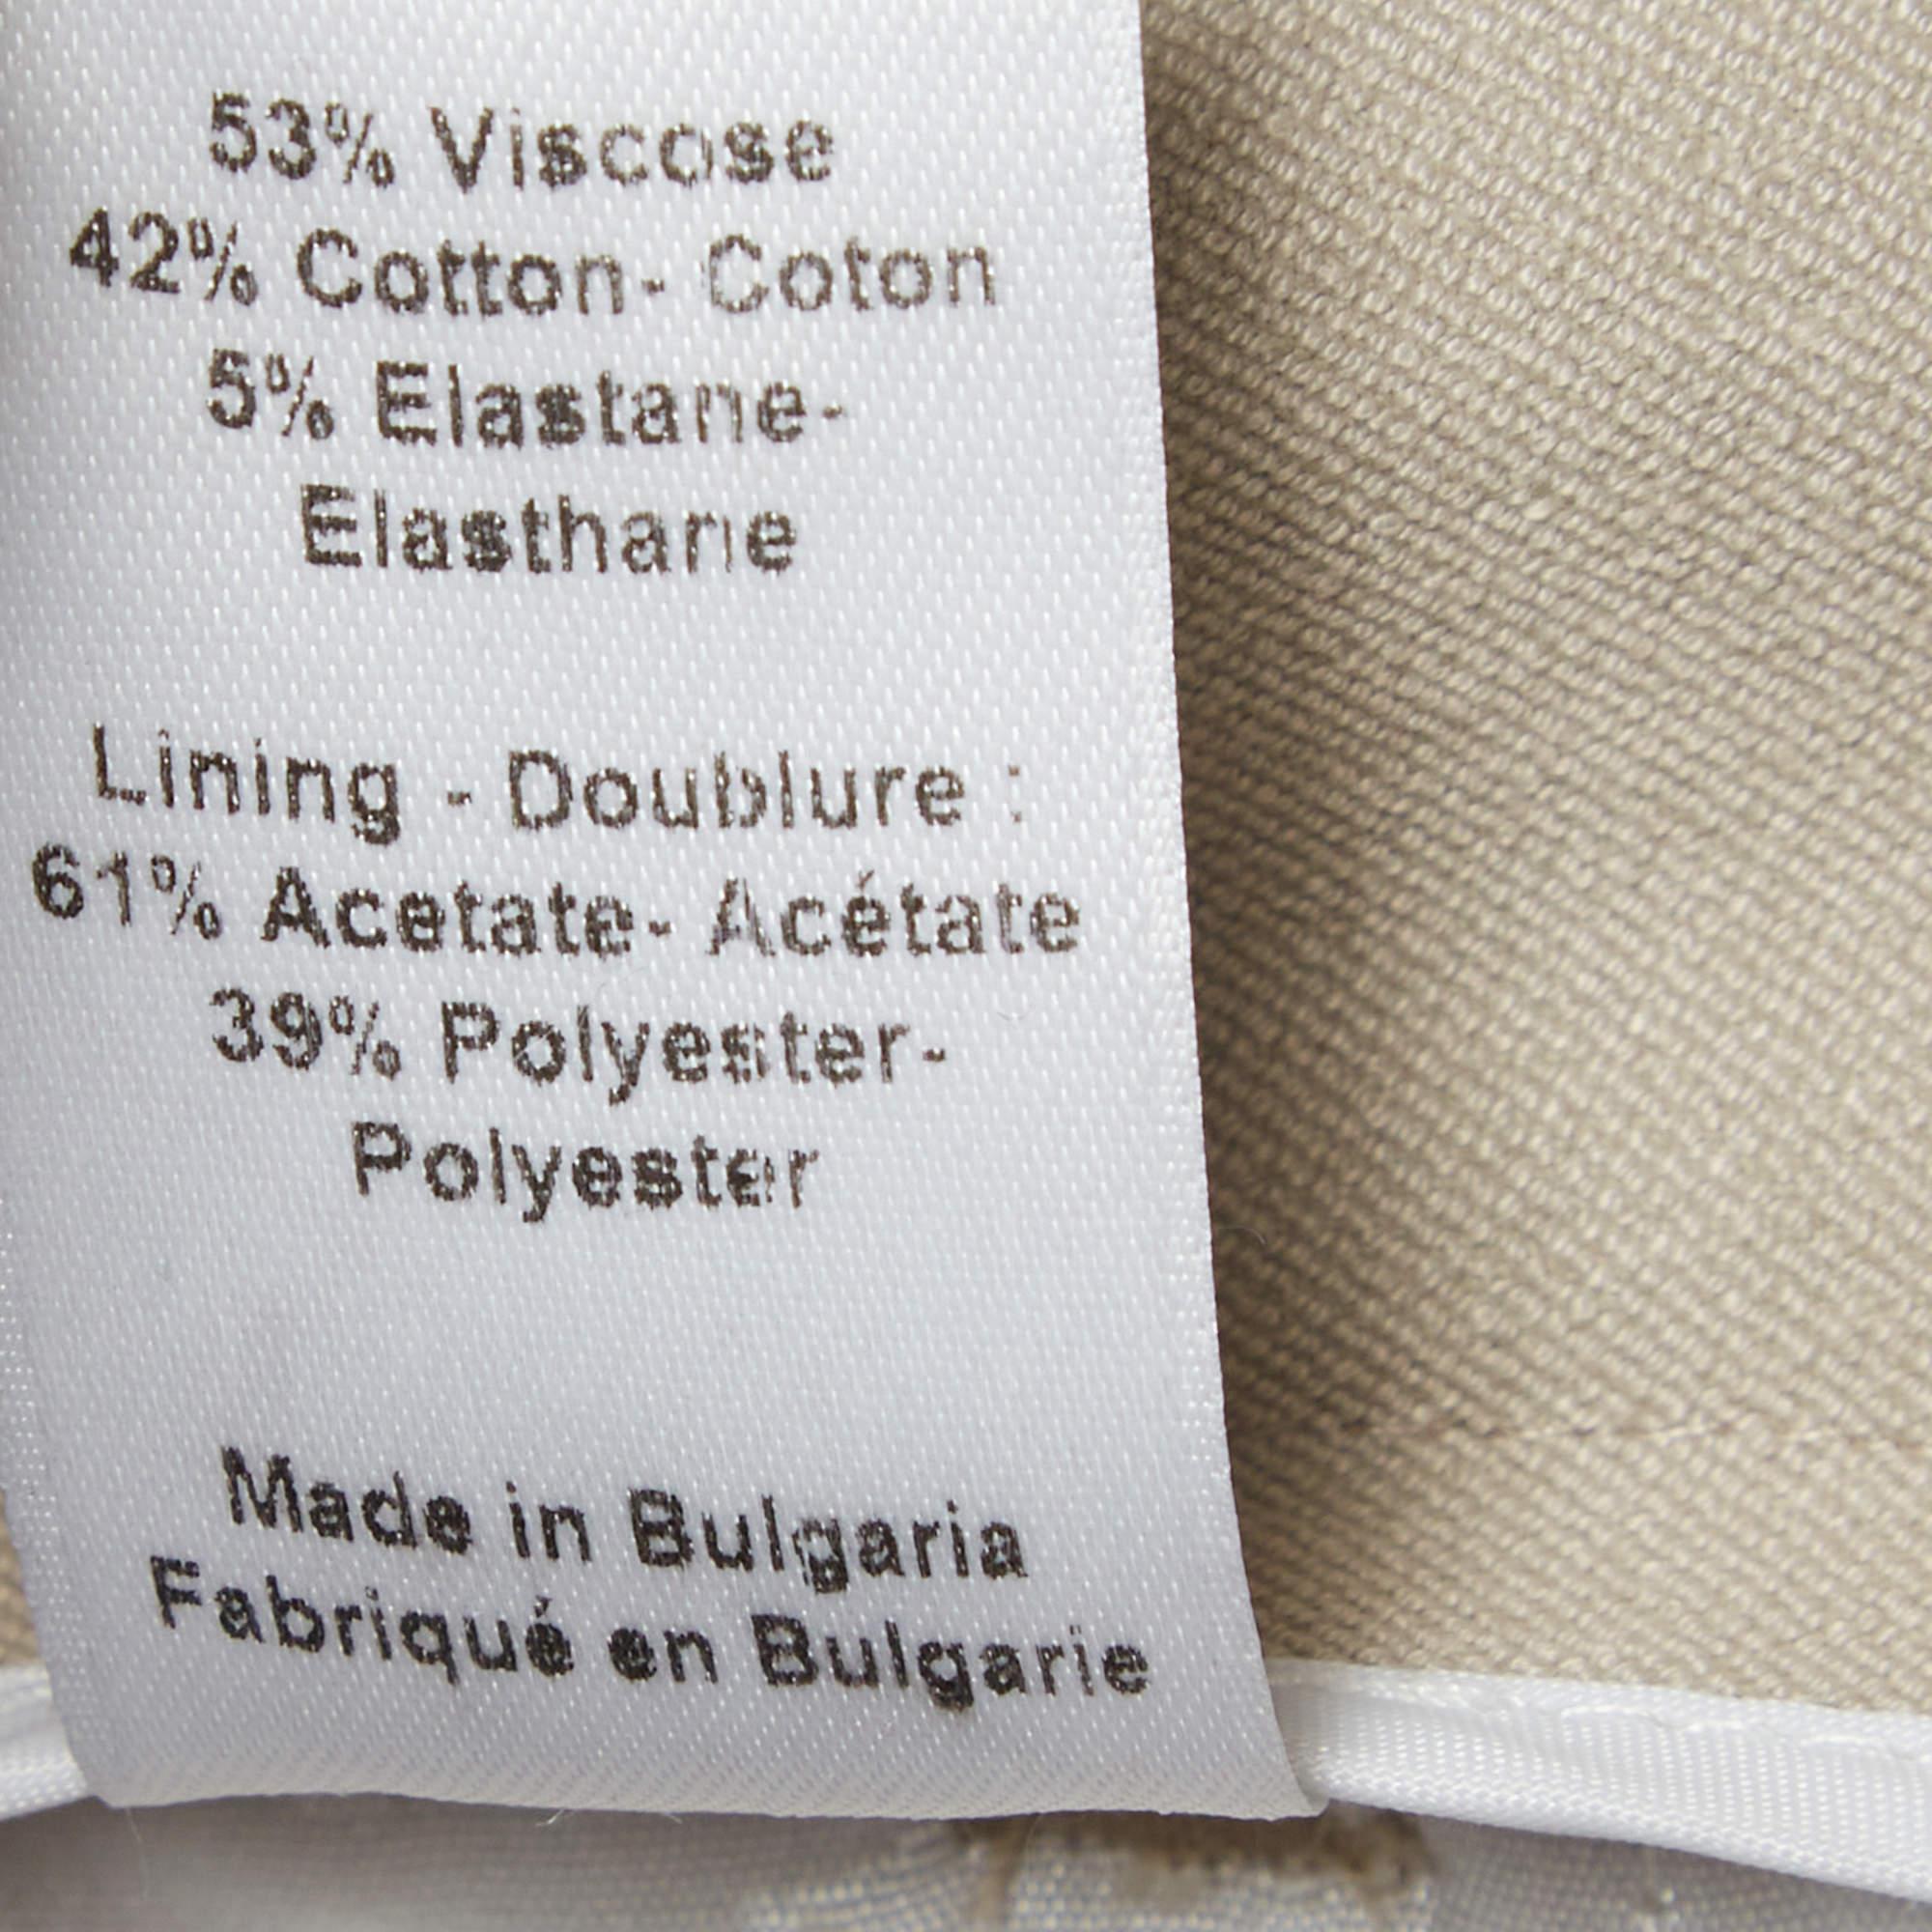 53% Viscose
42% Cotton- Coton
5% Elastane-
Elasthane
Lining - Doublure :
61% Acetate- Acétate
39% Polyester-
Polyester
Made in Bulgaria
Fabriqué en Bulgarie